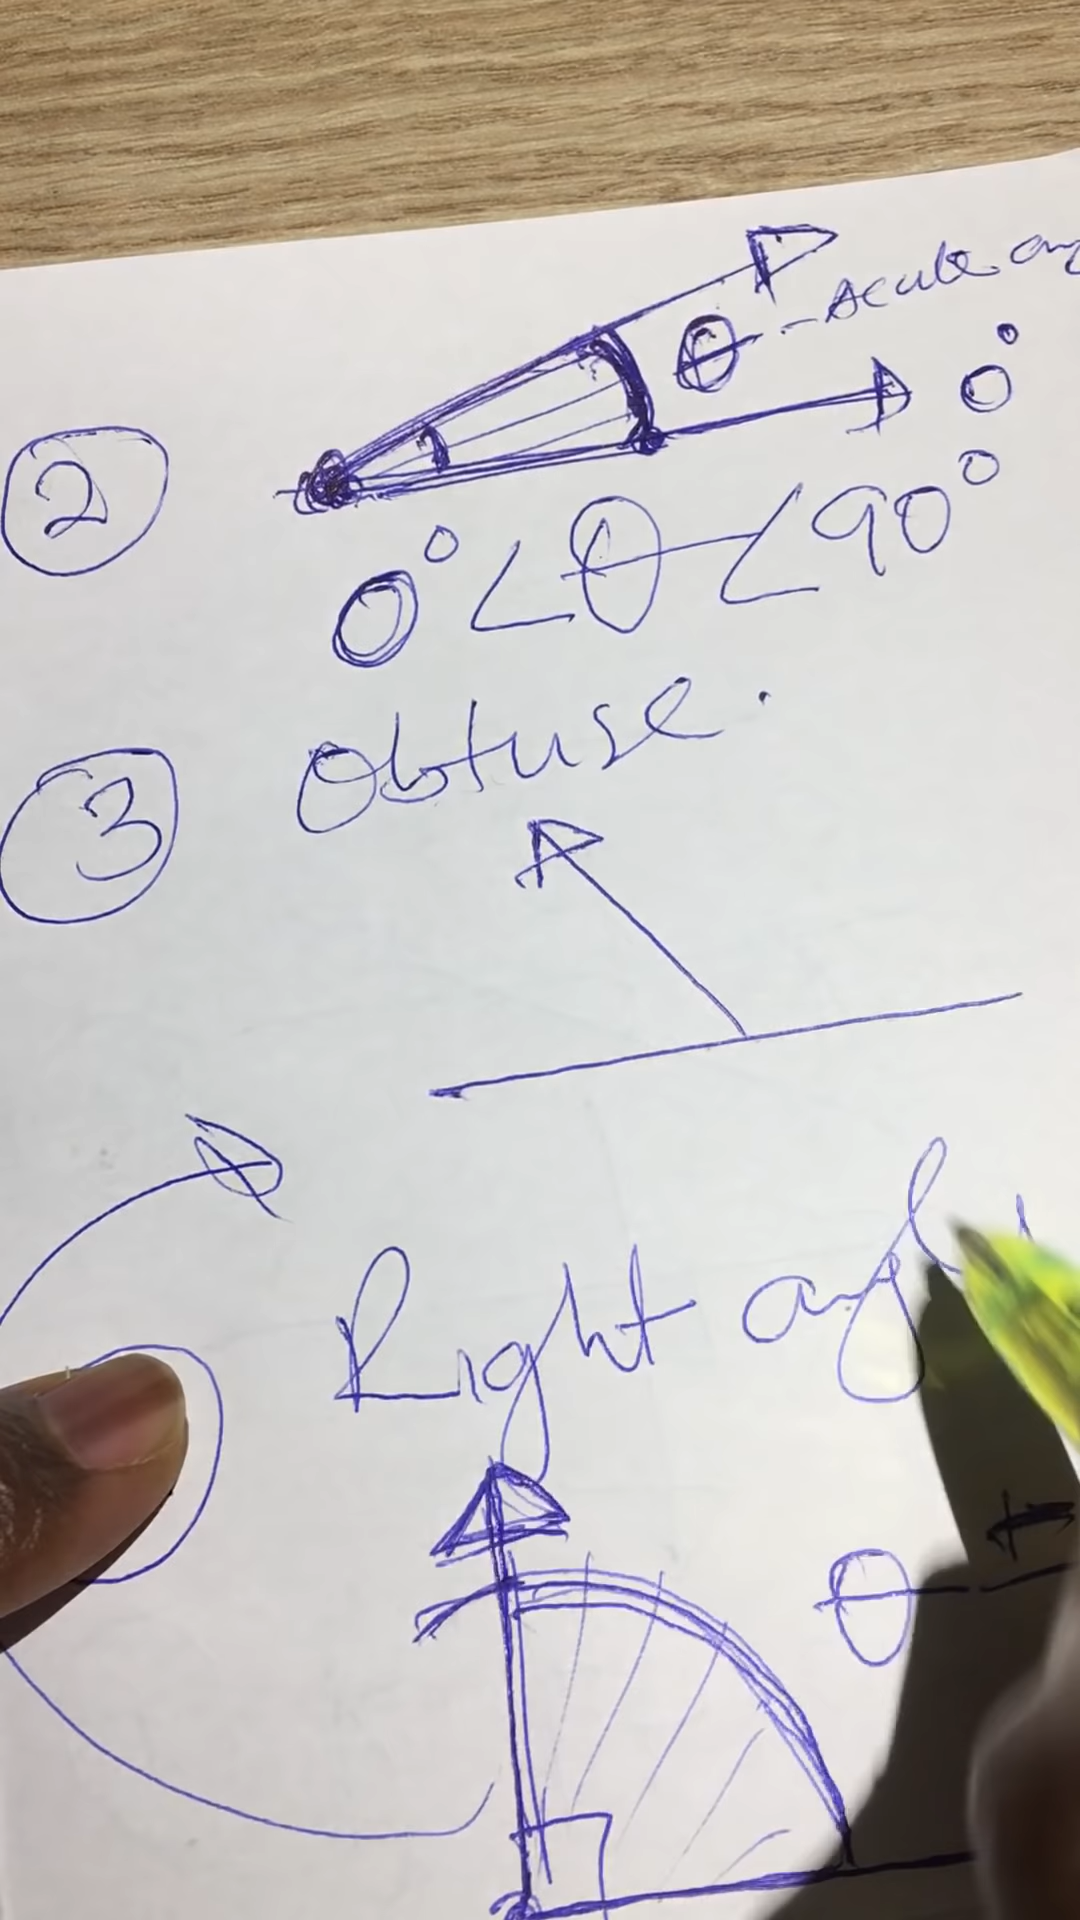 θ -- Acute
0°
2
0° < θ < 90°
3 Obtuse.
Right
θ